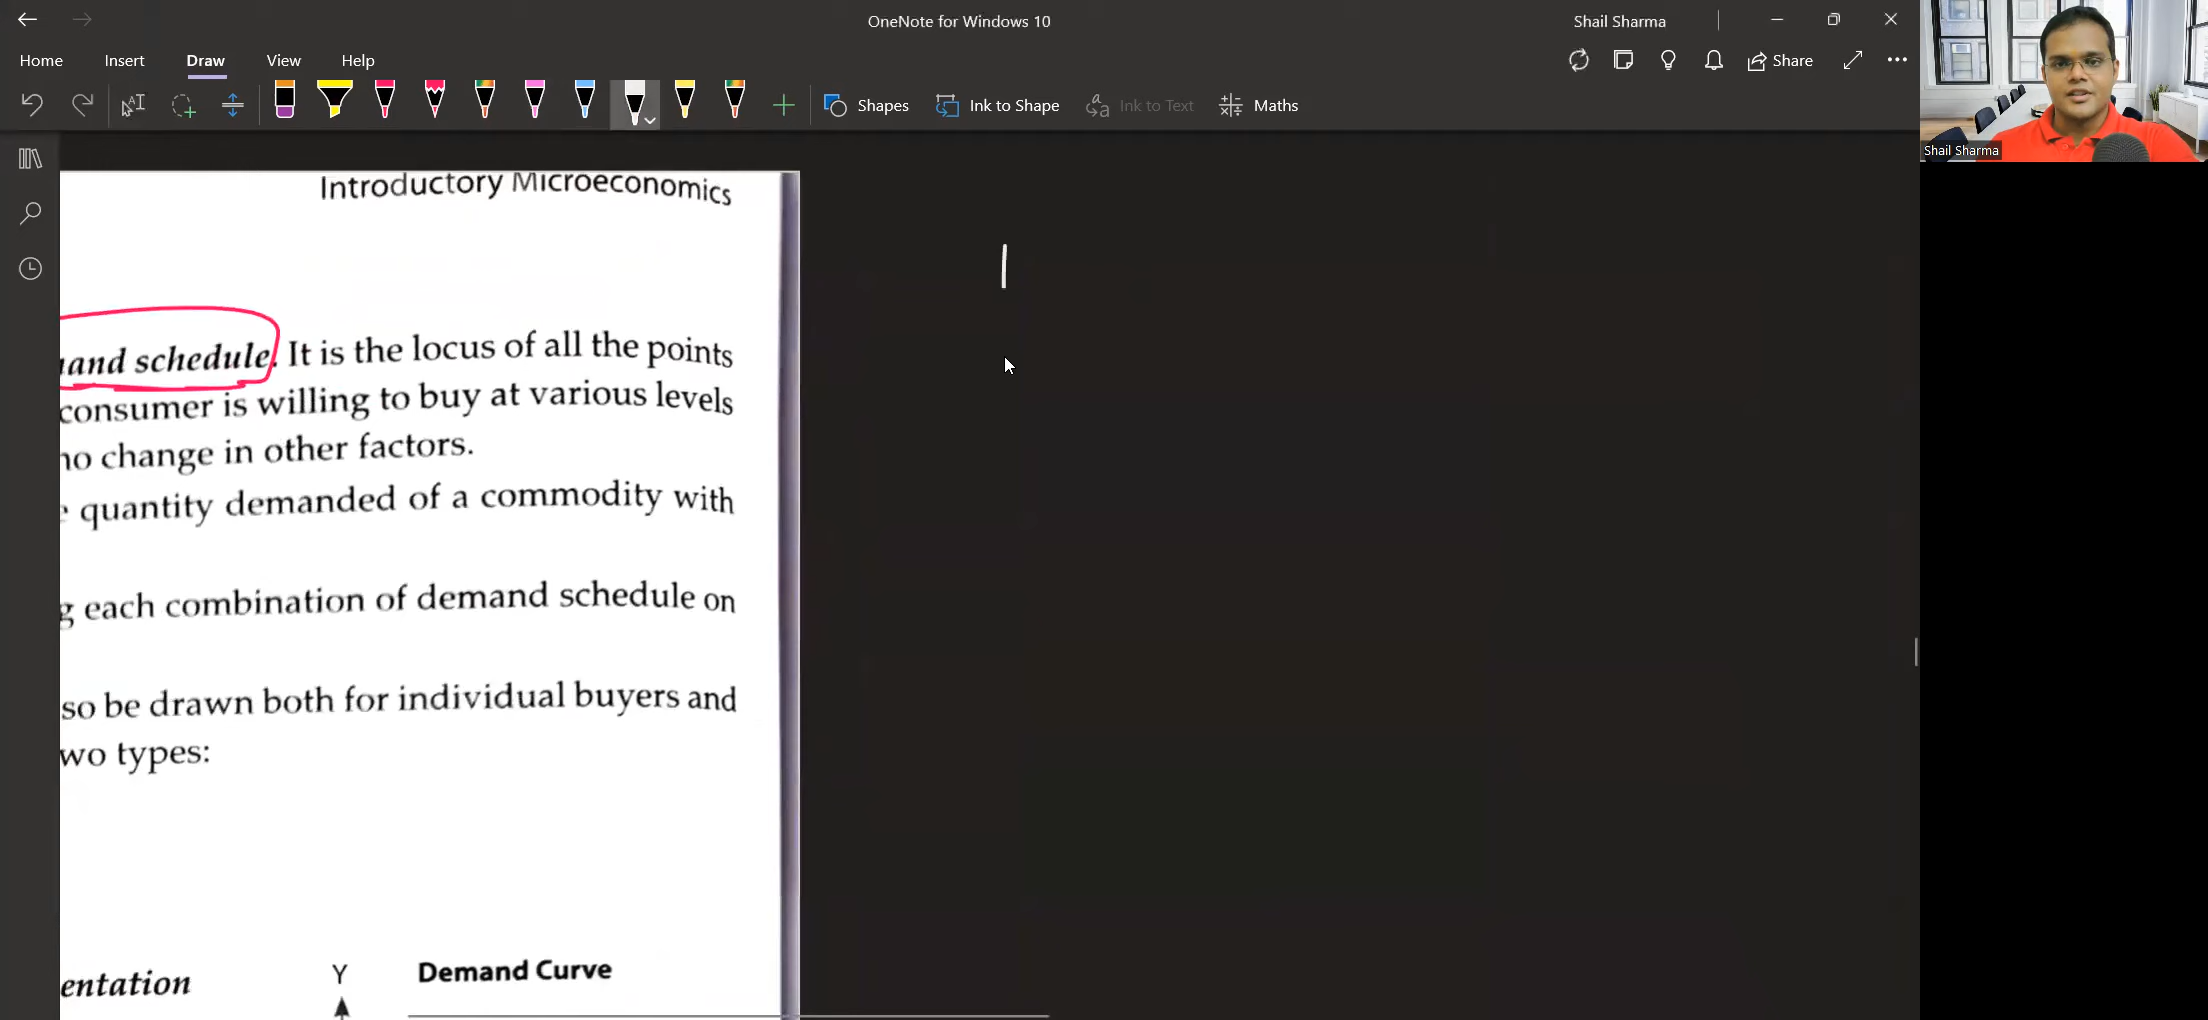 OneNote for Windows 10
Shail Sharma
Home Insert Draw View Help
Share
Shapes Ink to Shape Ink to Text Maths
Shail Sharma
Introductory Microeconomics
and schedule. It is the locus of all the points
consumer is willing to buy at various levels
no change in other factors.
quantity demanded of a commodity with
g each combination of demand schedule on
so be drawn both for individual buyers and
wo types:
entation
Y
Demand Curve